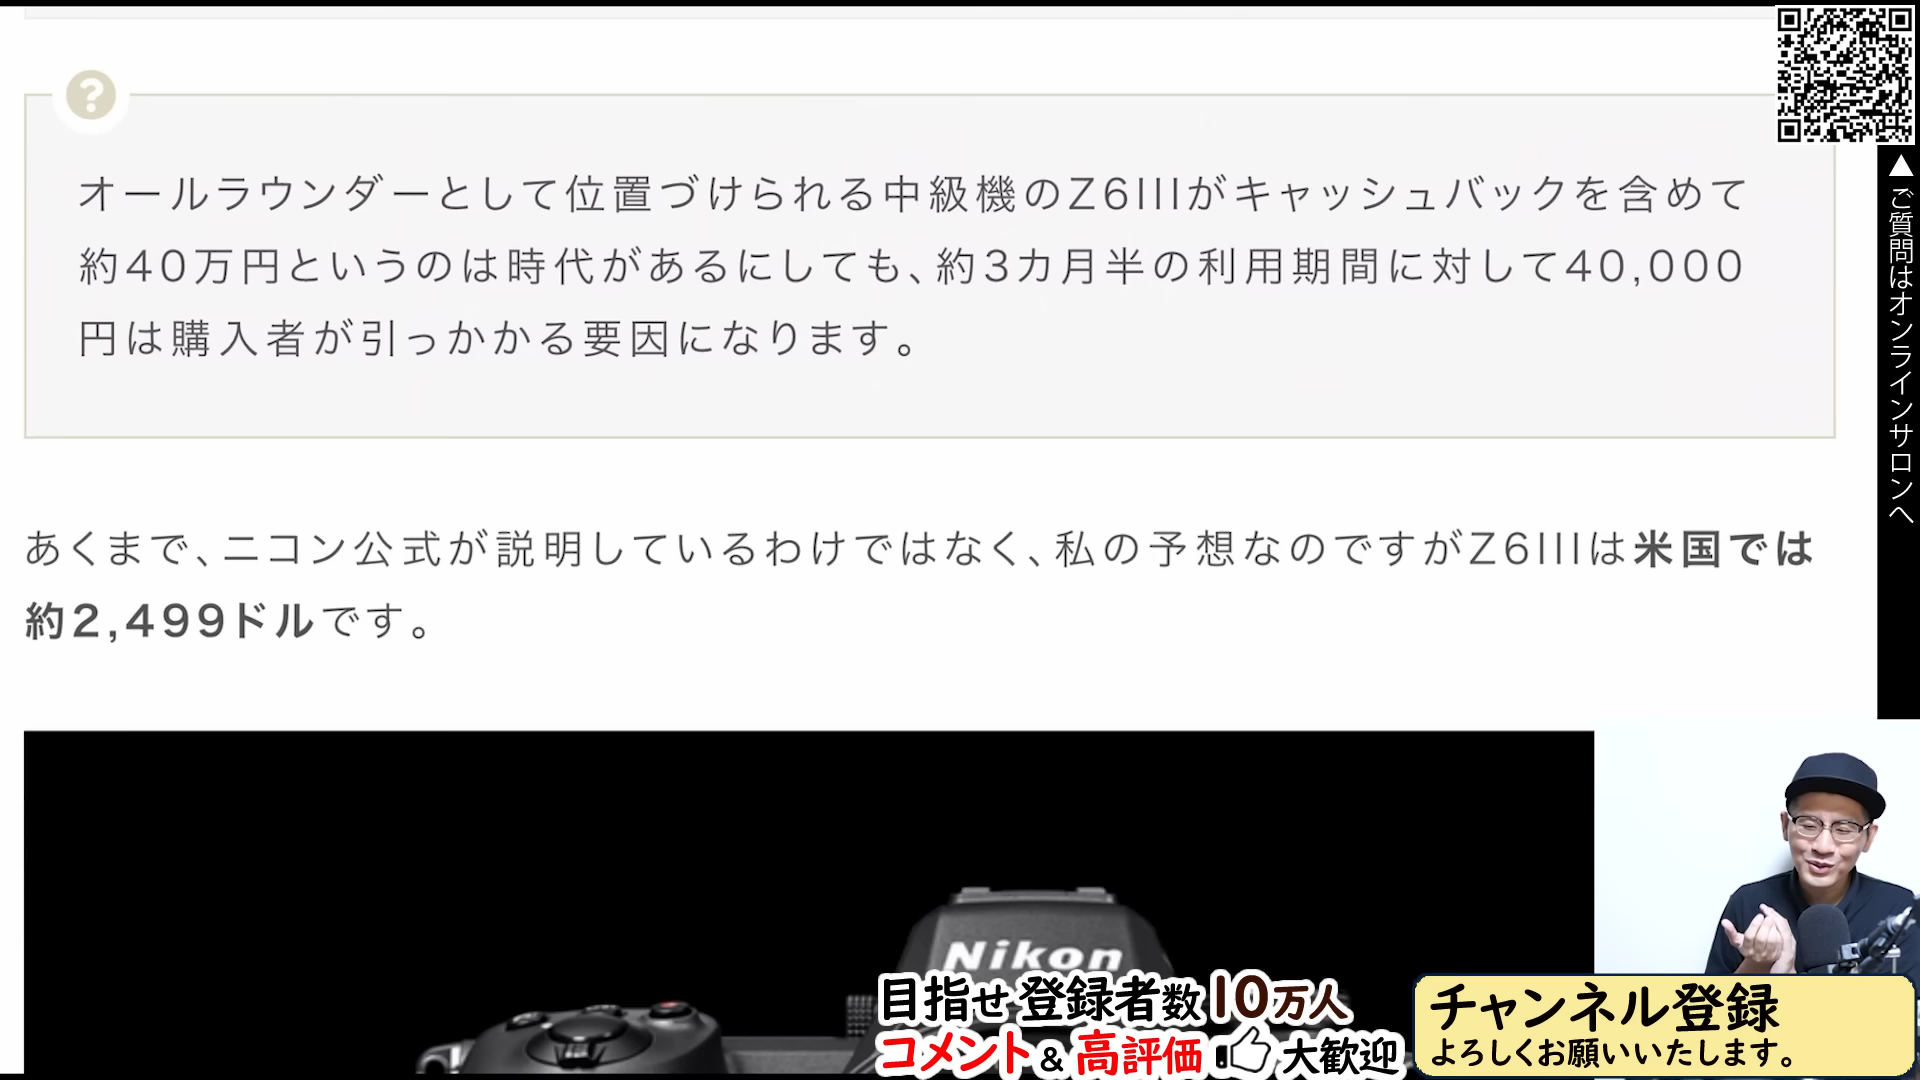 オールラウンダーとして位置づけられる中級機のZ6IIIがキャッシュバックを含めて
約40万円というのは時代があるにしても、約3カ月半の利用期間に対して40,000
円は購入者が引っかかる要因になります。
あくまで、ニコン公式が説明しているわけではなく、私の予想なのですがZ6IIIは米国では
約2,499ドルです。
▲ご質問はオンラインサロンへ
Nikon
目指せ 登録者数10万人
コメント&高評価👍大歓迎
チャンネル登録
よろしくお願いいたします。